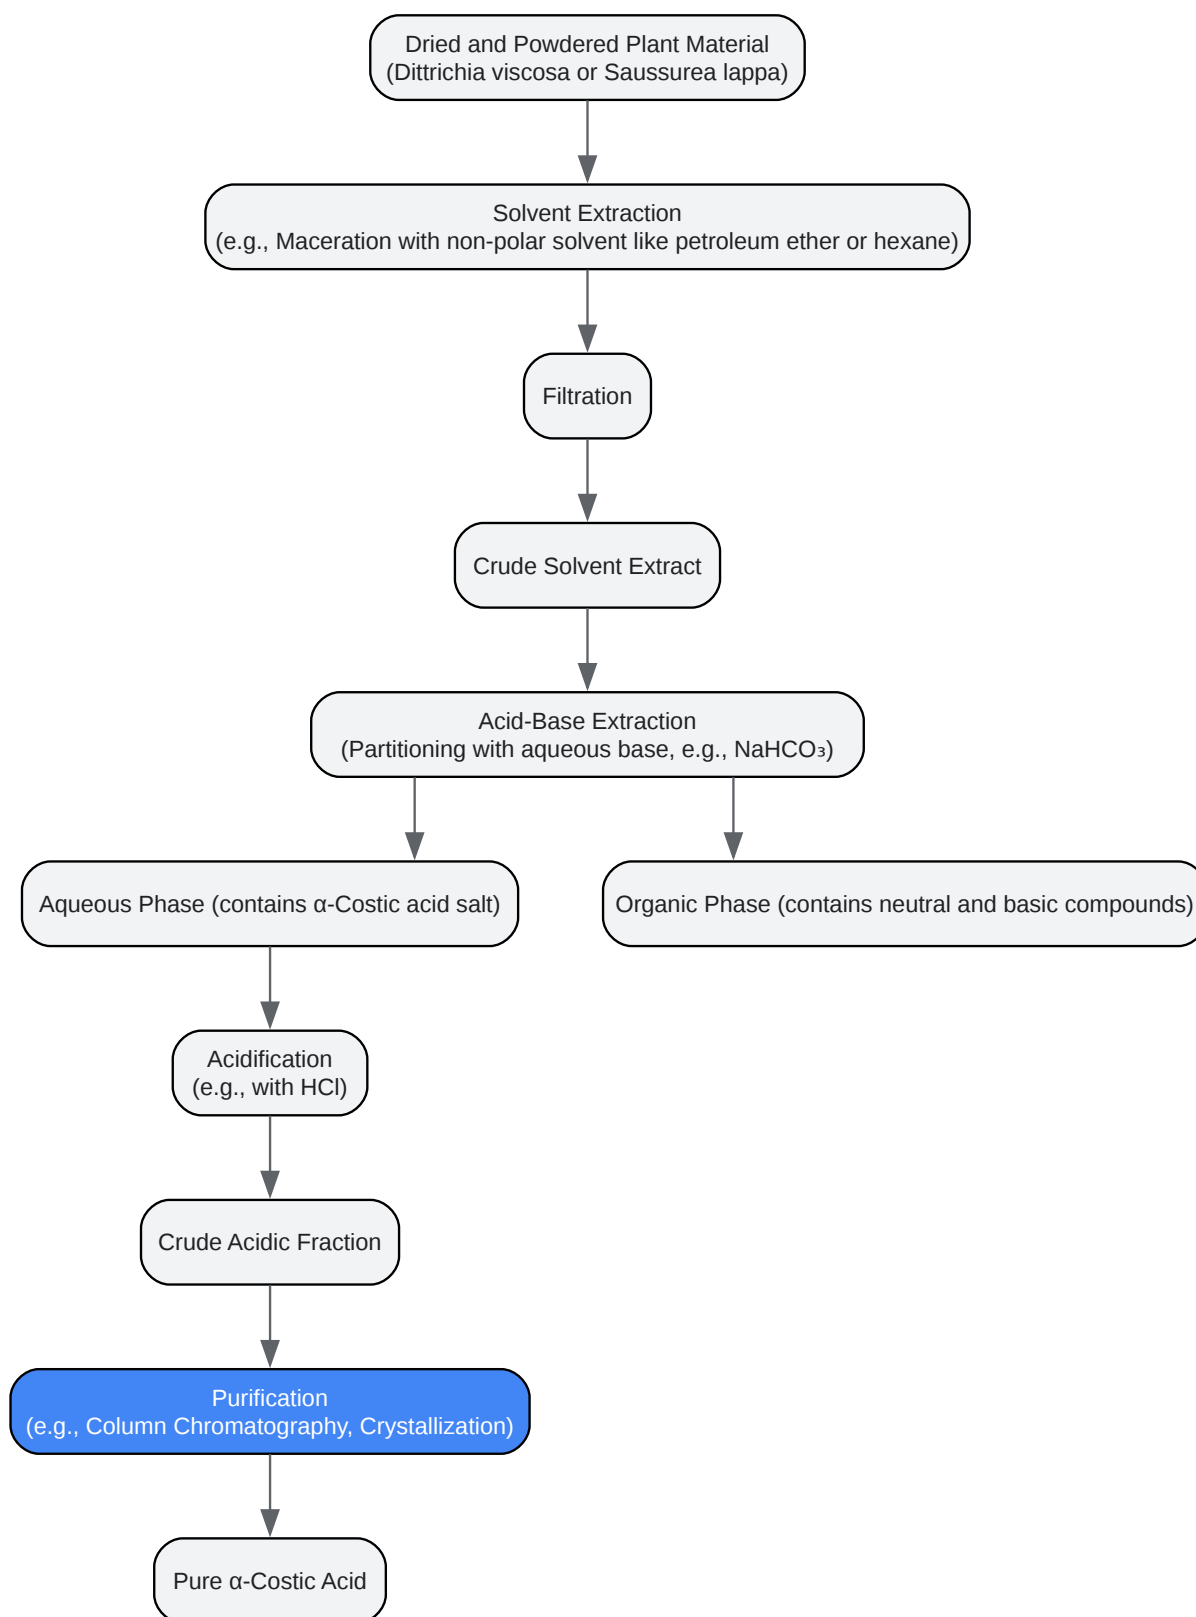 Dried and Powdered Plant Material
(Dittrichia viscosa or Saussurea lappa)
Solvent Extraction
(e.g., Maceration with non-polar solvent like petroleum ether or hexane)
Filtration
Crude Solvent Extract
Acid-Base Extraction
(Partitioning with aqueous base, e.g., NaHCO₃)
Aqueous Phase (contains α-Costic acid salt)
Organic Phase (contains neutral and basic compounds)
Acidification
(e.g., with HCl)
Crude Acidic Fraction
Purification
(e.g., Column Chromatography, Crystallization)
Pure α-Costic Acid